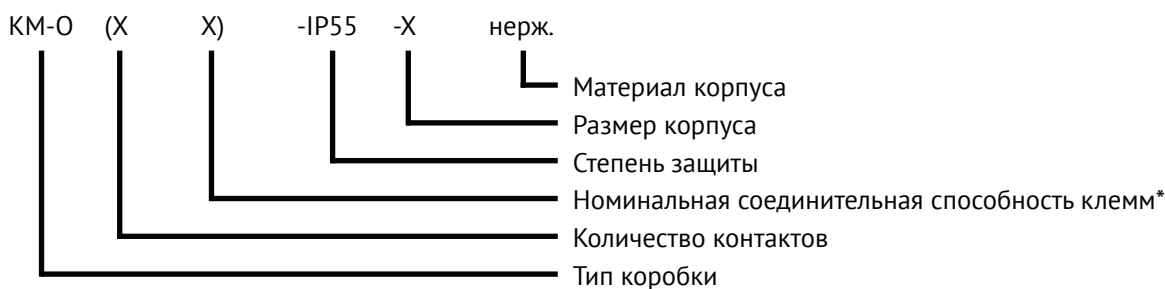 КМ-О (Х Х) -IP55 -Х нерж.
Материал корпуса
Размер корпуса
Степень защиты
Номинальная соединительная способность клемм*
Количество контактов
Тип коробки